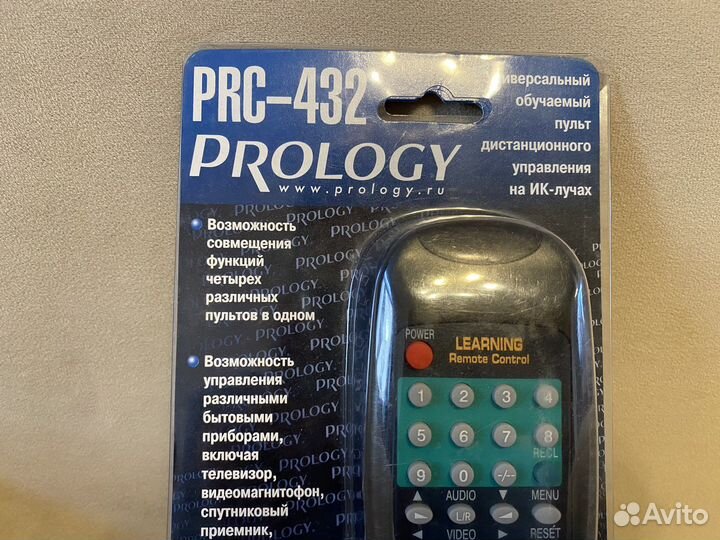 PRC-432
PROLOGY
www.prology.ru
обучаемый
пульт
дистанционного
управления
на ИК-лучах
Возможность
совмещения
функций
четырех
различных
пультов в одном
Возможность
управления
различными
бытовыми
приборами,
включая
телевизор,
видеомагнитофон,
спутниковый
приемник,
POWER
LEARNING
Remote Control
1 2 3 4
5 6 7 8
RECL
9 0 -/--
AUDIO MENU
L/R
VIDEO RESET
Avito